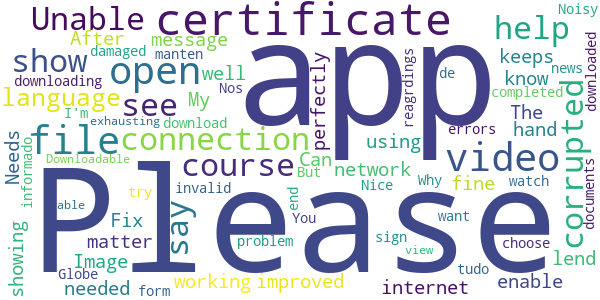 Unable
certificate
Noisy
After
message
app
help
show
damaged
manten
open
well
perfectly
reagrdings
de
keeps
news
downloaded
downloading
Nos
know
completed
language
see
My
I'm
exhausting
download
using
The
errors
hand
corrupted
Needs
file
connection
video
Downloadable
Can
network
But
Nice
Why
fine
watch
documents
informado
course
able
try
invalid
end
You
want
Please
say
Fix
matter
problem
sign
view
choose
tudo
lend
showing
Image
Globe
needed
form
working
improved
internet
enable